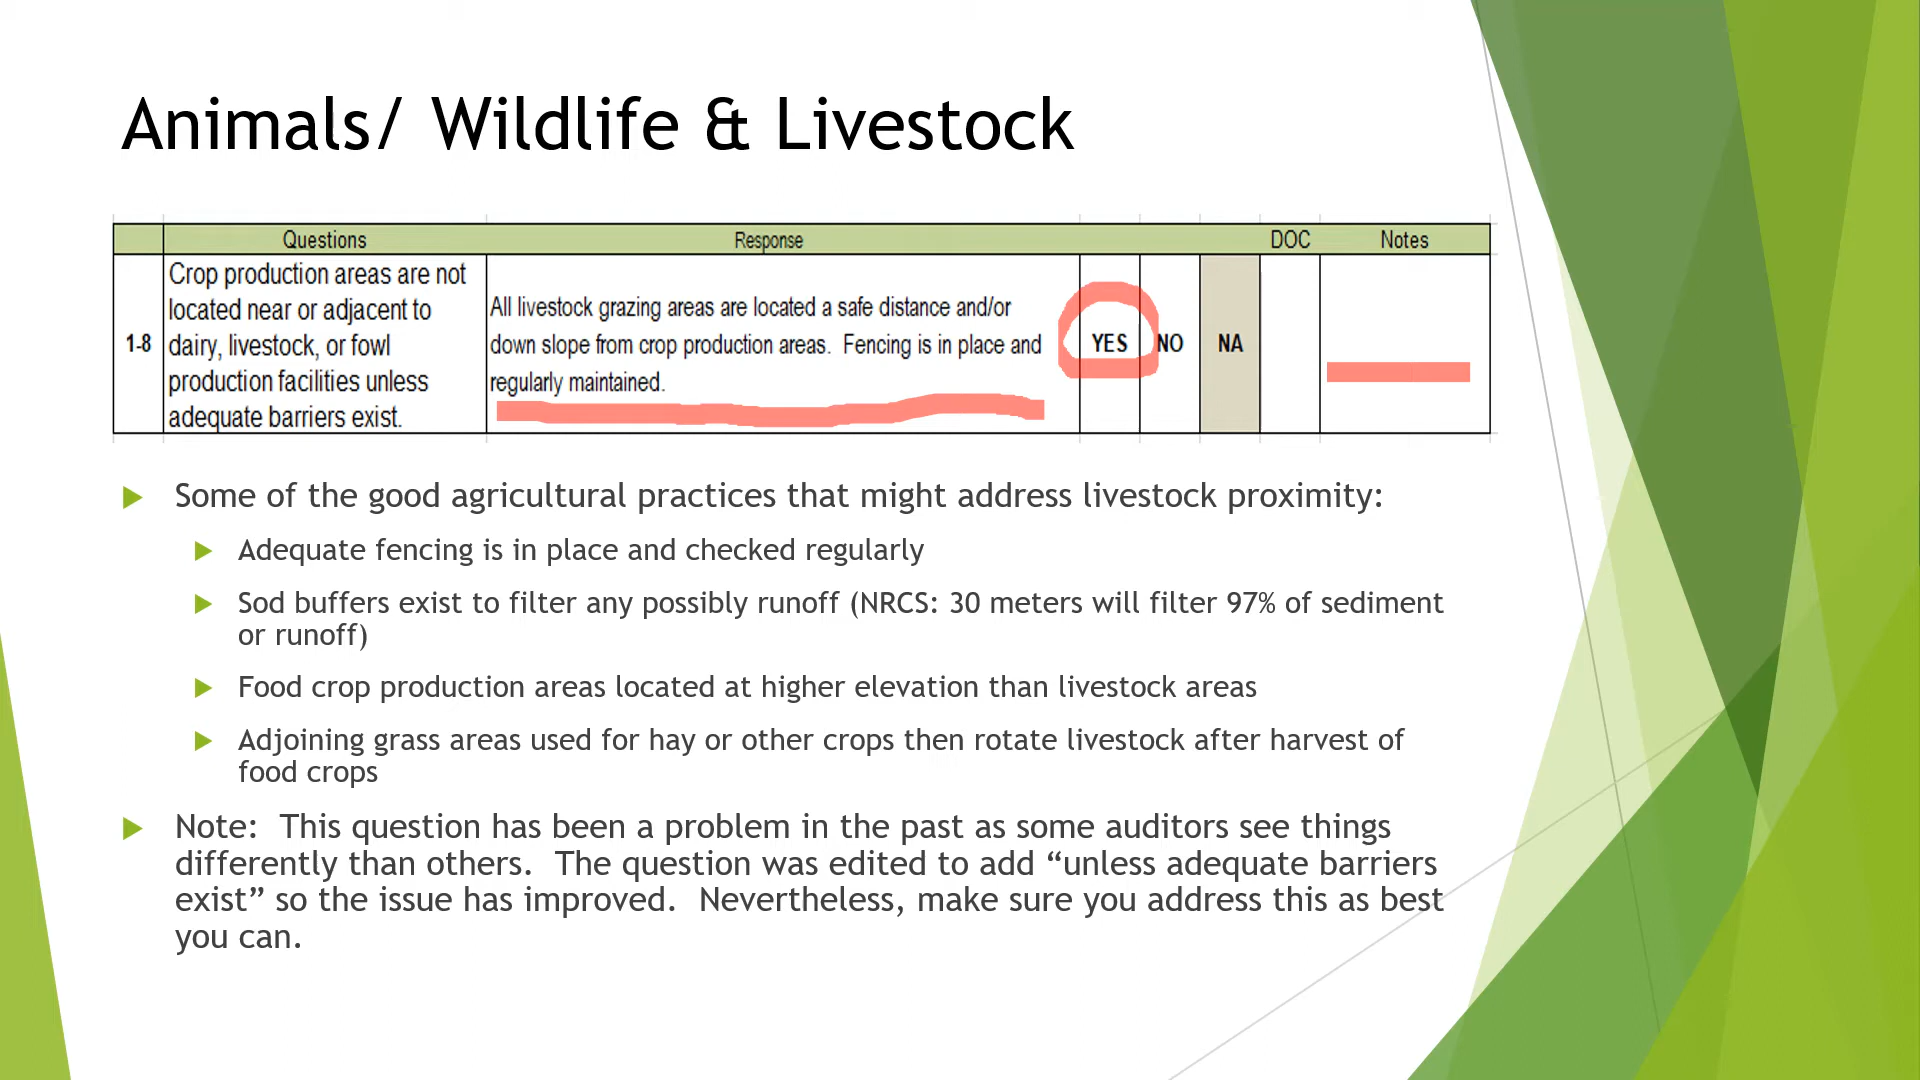 Animals/ Wildlife & Livestock
Questions Response DOC Notes
1-8
Crop production areas are not
located near or adjacent to
dairy, livestock, or fowl
production facilities unless
adequate barriers exist.
All livestock grazing areas are located a safe distance and/or
down slope from crop production areas. Fencing is in place and
regularly maintained.
YES NO NA
Some of the good agricultural practices that might address livestock proximity:
Adequate fencing is in place and checked regularly
Sod buffers exist to filter any possibly runoff (NRCS: 30 meters will filter 97% of sediment
or runoff)
Food crop production areas located at higher elevation than livestock areas
Adjoining grass areas used for hay or other crops then rotate livestock after harvest of
food crops
Note: This question has been a problem in the past as some auditors see things
differently than others. The question was edited to add “unless adequate barriers
exist” so the issue has improved. Nevertheless, make sure you address this as best
you can.